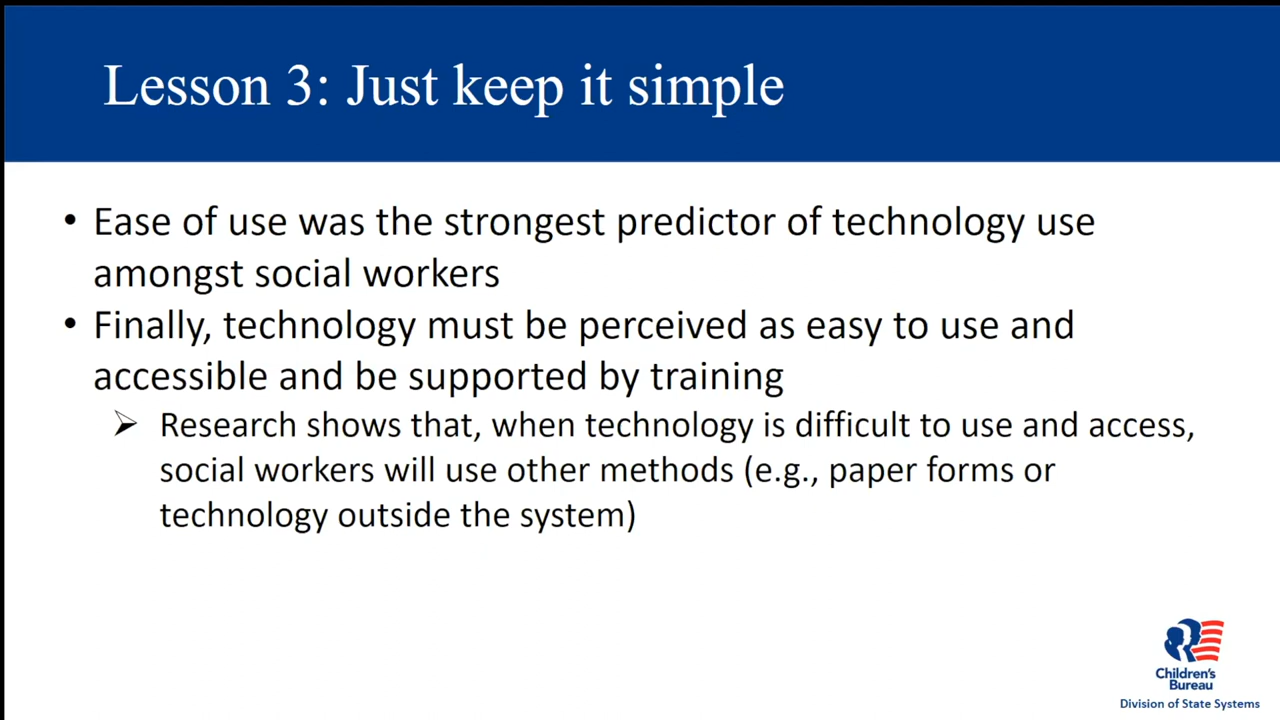 Lesson 3: Just keep it simple
• Ease of use was the strongest predictor of technology use
amongst social workers
• Finally, technology must be perceived as easy to use and
accessible and be supported by training
➢ Research shows that, when technology is difficult to use and access,
social workers will use other methods (e.g., paper forms or
technology outside the system)
Children's
Bureau
Division of State Systems